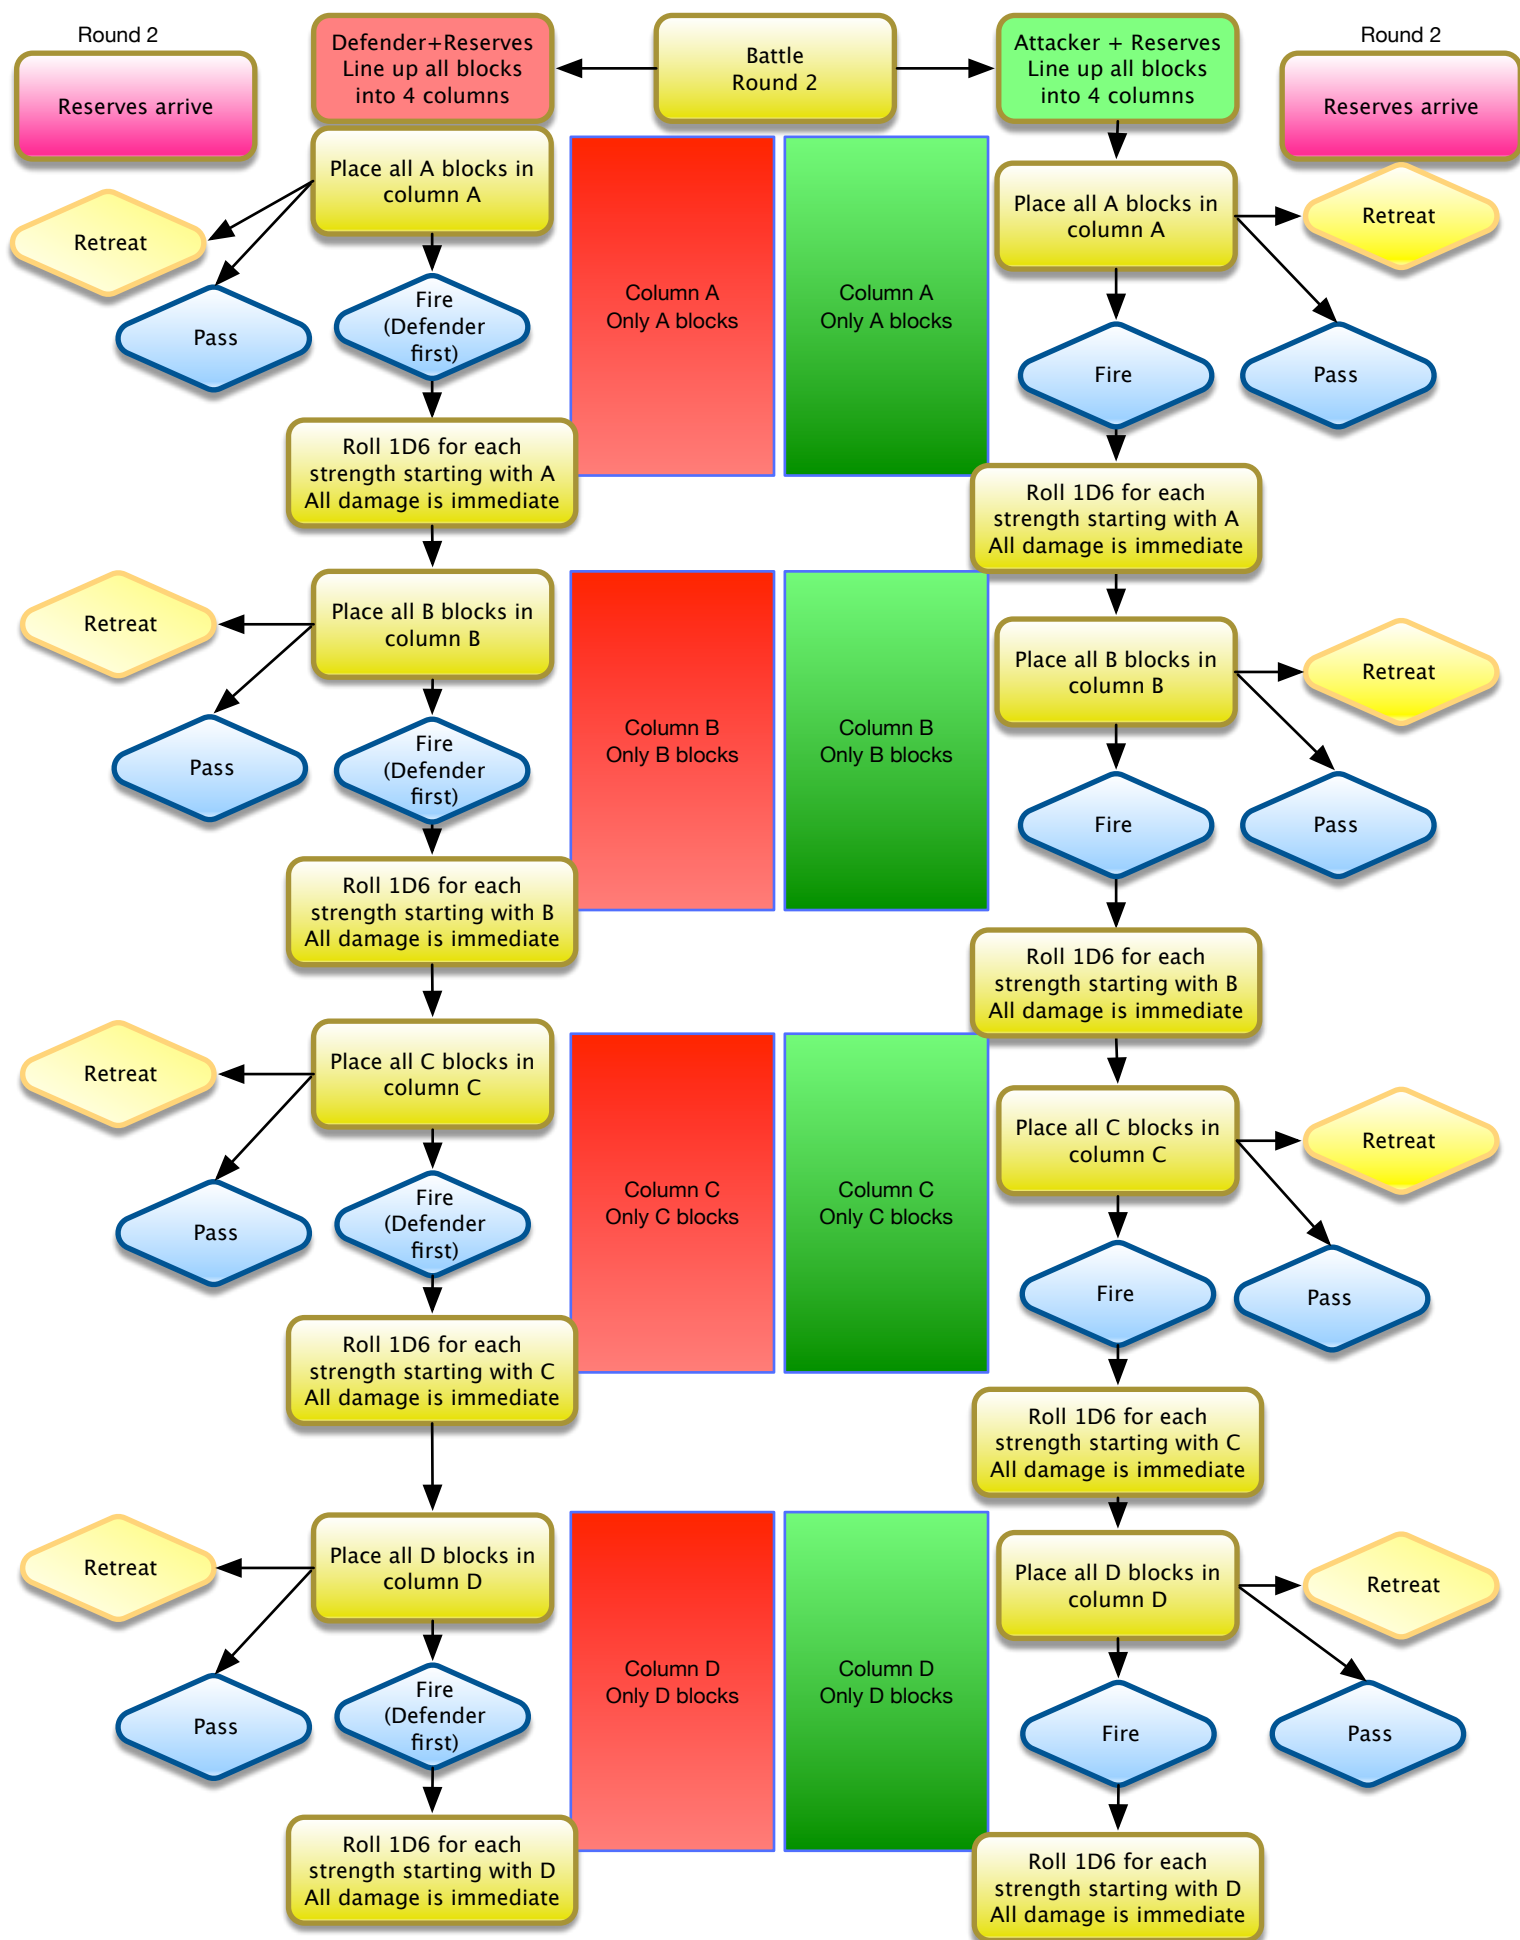 Round 2
Reserves arrive
Defender+Reserves
Line up all blocks
into 4 columns
Battle
Round 2
Attacker + Reserves
Line up all blocks
into 4 columns
Round 2
Reserves arrive
Place all A blocks in
column A
Retreat
Pass
Fire
(Defender
first)
Roll 1D6 for each
strength starting with A
All damage is immediate
Column A
Only A blocks
Column A
Only A blocks
Place all A blocks in
column A
Retreat
Fire
Pass
Roll 1D6 for each
strength starting with A
All damage is immediate
Place all B blocks in
column B
Retreat
Pass
Fire
(Defender
first)
Roll 1D6 for each
strength starting with B
All damage is immediate
Column B
Only B blocks
Column B
Only B blocks
Place all B blocks in
column B
Retreat
Fire
Pass
Roll 1D6 for each
strength starting with B
All damage is immediate
Place all C blocks in
column C
Retreat
Pass
Fire
(Defender
first)
Roll 1D6 for each
strength starting with C
All damage is immediate
Column C
Only C blocks
Column C
Only C blocks
Place all C blocks in
column C
Retreat
Fire
Pass
Roll 1D6 for each
strength starting with C
All damage is immediate
Place all D blocks in
column D
Retreat
Pass
Fire
(Defender
first)
Roll 1D6 for each
strength starting with D
All damage is immediate
Column D
Only D blocks
Column D
Only D blocks
Place all D blocks in
column D
Retreat
Fire
Pass
Roll 1D6 for each
strength starting with D
All damage is immediate